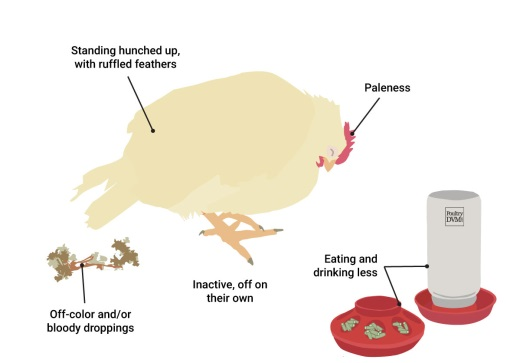 Standing hunched up,
with ruffled feathers
Paleness
Poultry
DVM
Eating and
drinking less
Inactive, off on
their own
Off-color and/or
bloody droppings